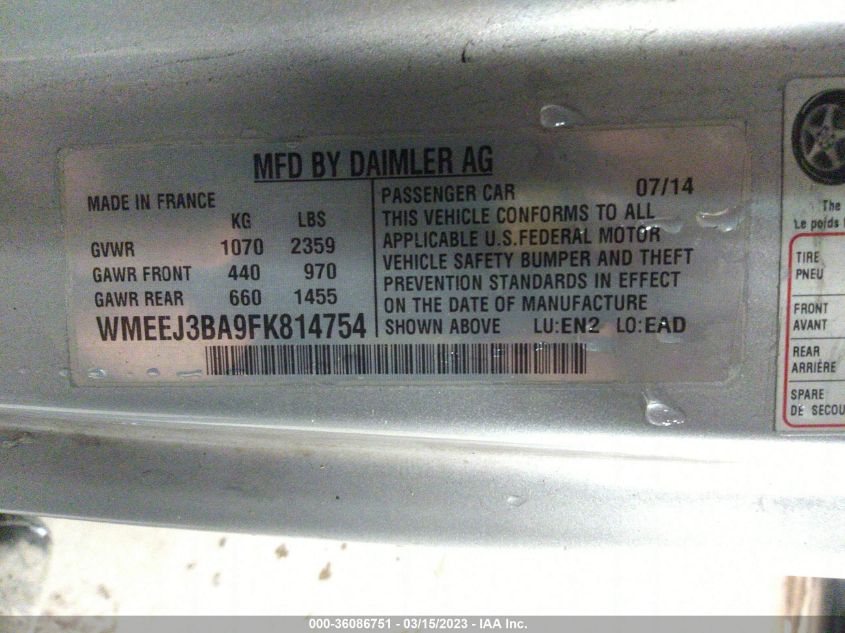 MFD BY DAIMLER AG
MADE IN FRANCE
KG LBS
GVWR 1070 2359
GAWR FRONT 440 970
GAWR REAR 660 1455
WMEEJ3BA9FK814754
PASSENGER CAR 07/14
THIS VEHICLE CONFORMS TO ALL
APPLICABLE U.S.FEDERAL MOTOR
VEHICLE SAFETY BUMPER AND THEFT
PREVENTION STANDARDS IN EFFECT
ON THE DATE OF MANUFACTURE
SHOWN ABOVE LU:EN2 LO:EAD
The
Le poids
TIRE
PNEU
FRONT
AVANT
REAR
ARRIÈRE
SPARE
DE SECOU
000-36086751 — 03/15/2023 — IAA Inc.